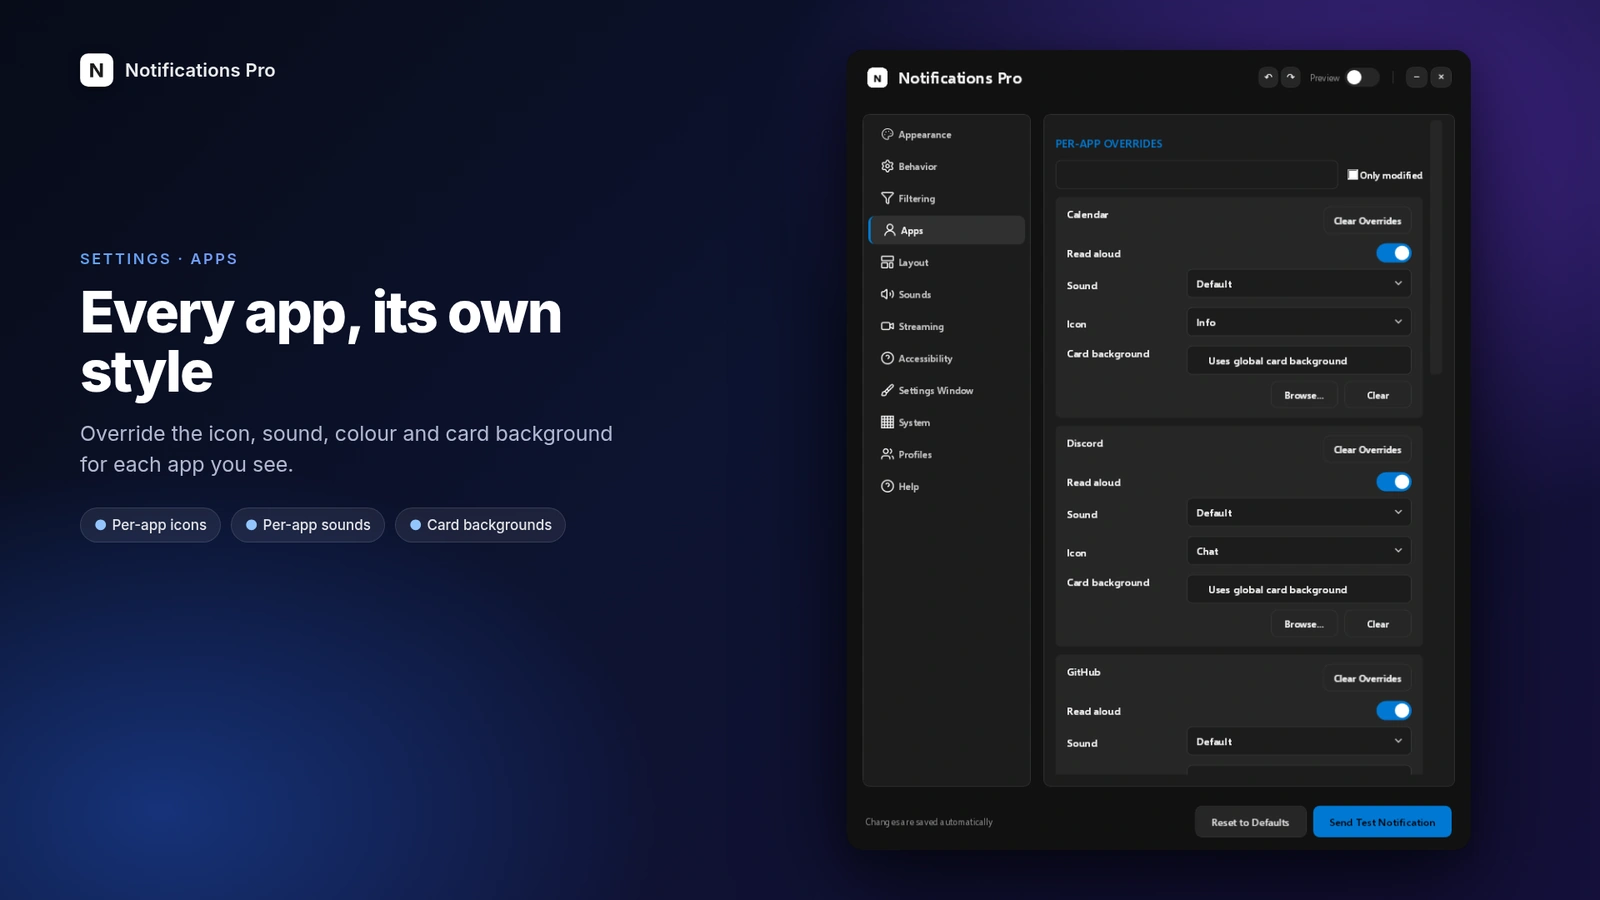 N Notifications Pro
SETTINGS · APPS
Every app, its own
style
Override the icon, sound, colour and card background
for each app you see.
Per-app icons
Per-app sounds
Card backgrounds
N Notifications Pro
Preview
Appearance
Behavior
Filtering
Apps
Layout
Sounds
Streaming
Accessibility
Settings Window
System
Profiles
Help
PER-APP OVERRIDES
Only modified
Calendar
Clear Overrides
Read aloud
Sound
Default
Icon
Info
Card background
Uses global card background
Browse...
Clear
Discord
Clear Overrides
Read aloud
Sound
Default
Icon
Chat
Card background
Uses global card background
Browse...
Clear
GitHub
Clear Overrides
Read aloud
Sound
Default
Changes are saved automatically
Reset to Defaults
Send Test Notification